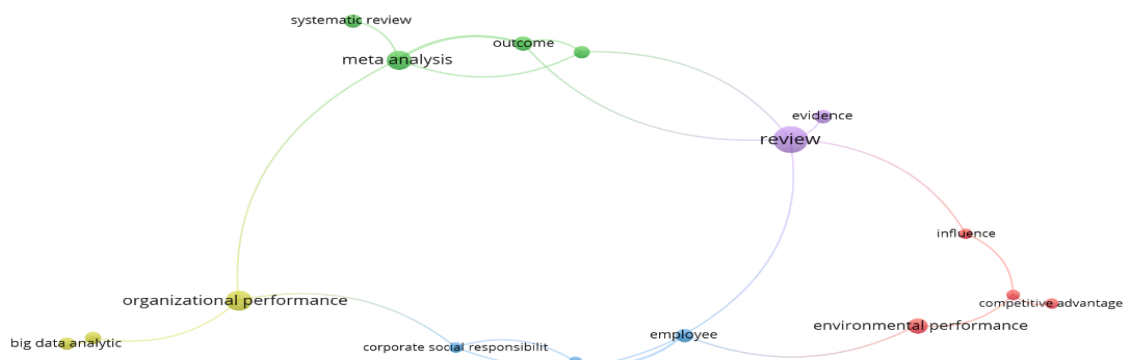 systematic review
outcome
meta analysis
evidence
review
influence
organizational performance
competitive advantage
environmental performance
employee
big data analytic
corporate social responsibilit